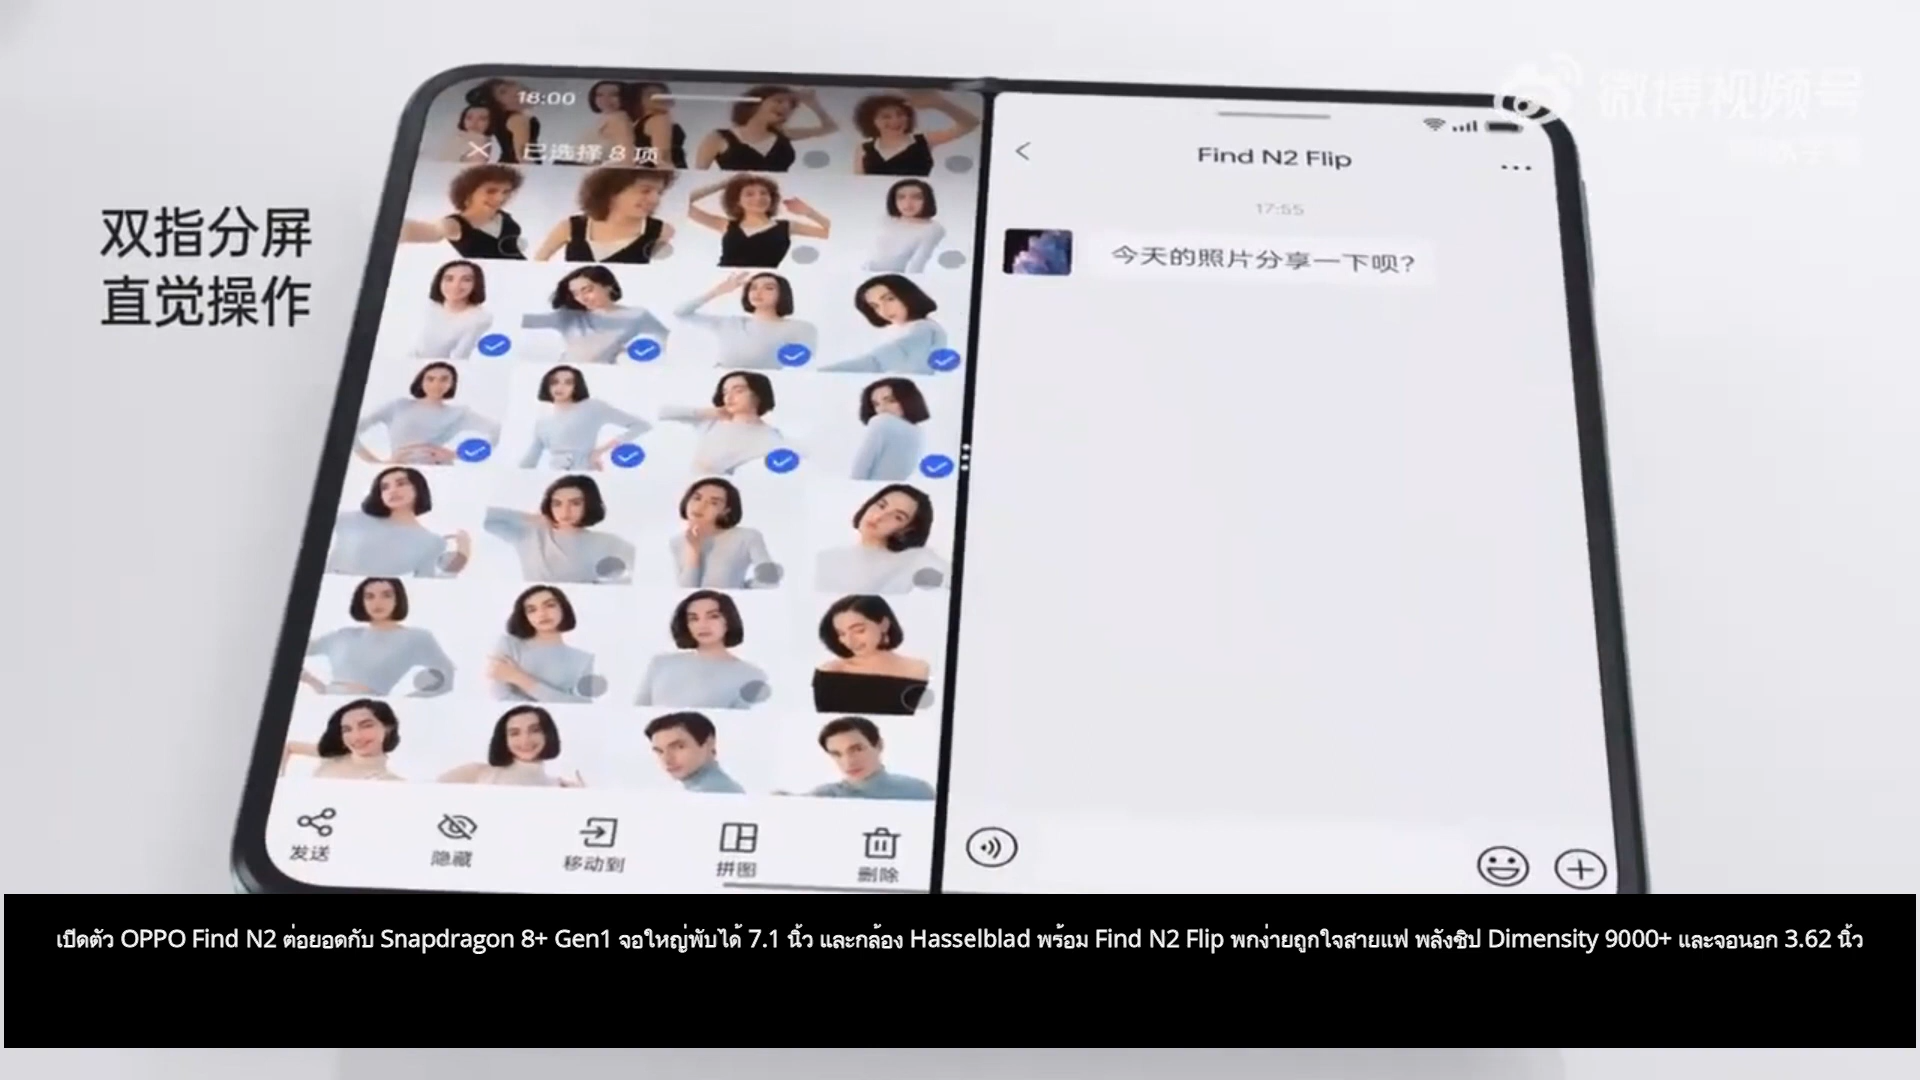 微博视频号
18:00
已选择 8 项
Find N2 Flip
17:55
今天的照片分享一下呗?
双指分屏
直觉操作
发送
隐藏
移动到
拼图
删除
เปิดตัว OPPO Find N2 ต่อยอดกับ Snapdragon 8+ Gen1 จอใหญ่พับได้ 7.1 นิ้ว และกล้อง Hasselblad พร้อม Find N2 Flip พกง่ายถูกใจสายแฟ พลังชิป Dimensity 9000+ และจอนอก 3.62 นิ้ว